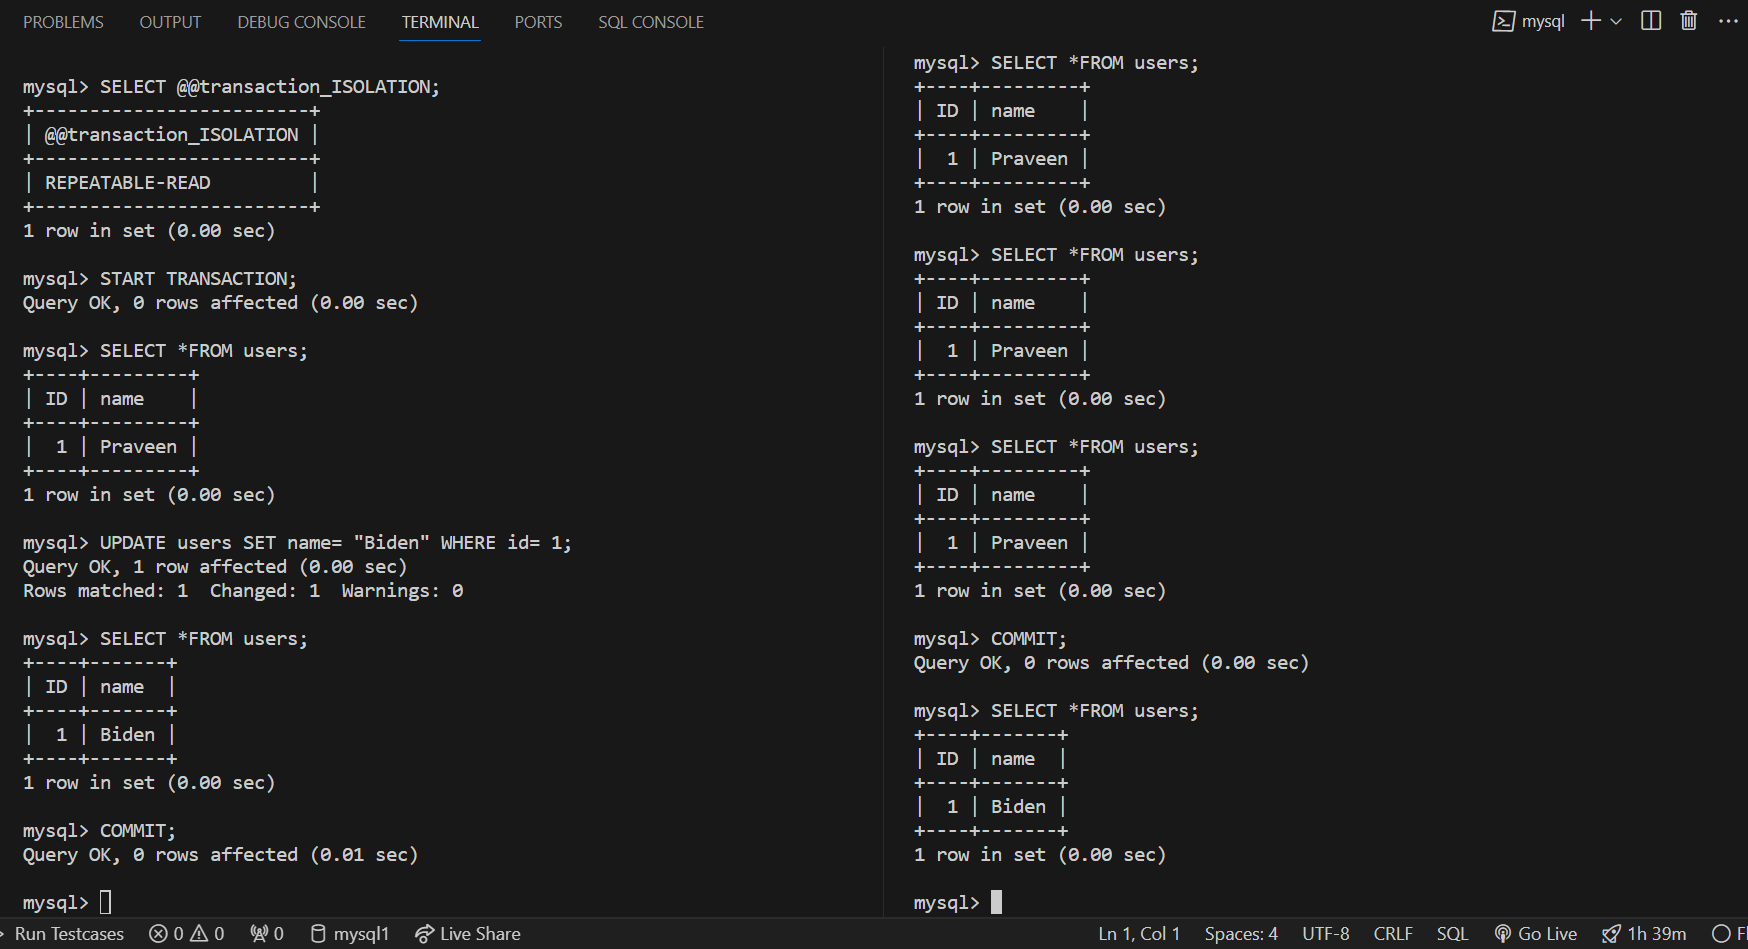 PROBLEMS OUTPUT DEBUG CONSOLE TERMINAL PORTS SQL CONSOLE mysql
mysql> SELECT @@transaction_ISOLATION;
+-------------------------+
| @@transaction_ISOLATION |
+-------------------------+
| REPEATABLE-READ         |
+-------------------------+
1 row in set (0.00 sec)
mysql> START TRANSACTION;
Query OK, 0 rows affected (0.00 sec)
mysql> SELECT *FROM users;
+----+---------+
| ID | name    |
+----+---------+
|  1 | Praveen |
+----+---------+
1 row in set (0.00 sec)
mysql> UPDATE users SET name= "Biden" WHERE id= 1;
Query OK, 1 row affected (0.00 sec)
Rows matched: 1  Changed: 1  Warnings: 0
mysql> SELECT *FROM users;
+----+-------+
| ID | name  |
+----+-------+
|  1 | Biden |
+----+-------+
1 row in set (0.00 sec)
mysql> COMMIT;
Query OK, 0 rows affected (0.01 sec)
mysql>
mysql> SELECT *FROM users;
+----+---------+
| ID | name    |
+----+---------+
|  1 | Praveen |
+----+---------+
1 row in set (0.00 sec)
mysql> SELECT *FROM users;
+----+---------+
| ID | name    |
+----+---------+
|  1 | Praveen |
+----+---------+
1 row in set (0.00 sec)
mysql> SELECT *FROM users;
+----+---------+
| ID | name    |
+----+---------+
|  1 | Praveen |
+----+---------+
1 row in set (0.00 sec)
mysql> COMMIT;
Query OK, 0 rows affected (0.00 sec)
mysql> SELECT *FROM users;
+----+-------+
| ID | name  |
+----+-------+
|  1 | Biden |
+----+-------+
1 row in set (0.00 sec)
mysql>
Run Testcases 0 0 0 mysql1 Live Share Ln 1, Col 1 Spaces: 4 UTF-8 CRLF SQL Go Live 1h 39m